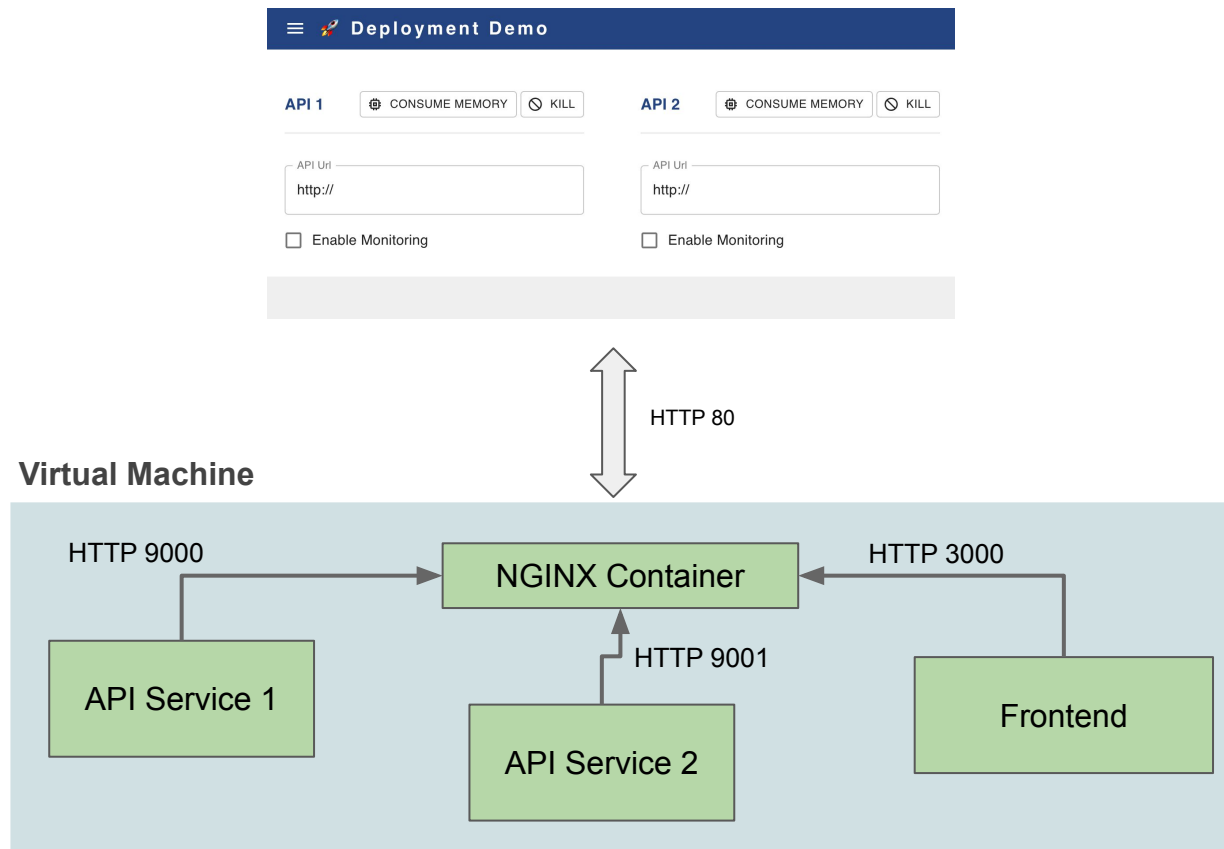 Deployment Demo
API 1 CONSUME MEMORY KILL API 2 CONSUME MEMORY KILL
API Url API Url
http:// http://
Enable Monitoring Enable Monitoring
HTTP 80
Virtual Machine
HTTP 9000 NGINX Container HTTP 3000
HTTP 9001
API Service 1
API Service 2
Frontend